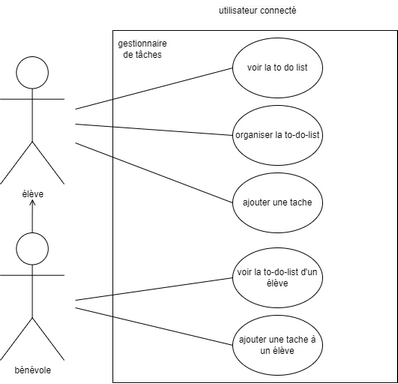 utilisateur connecté
gestionnaire
de tâches
voir la to do list
organiser la to-do-list
ajouter une tache
élève
voir la to-do-list d'un
élève
ajouter une tache à
un élève
bénévole